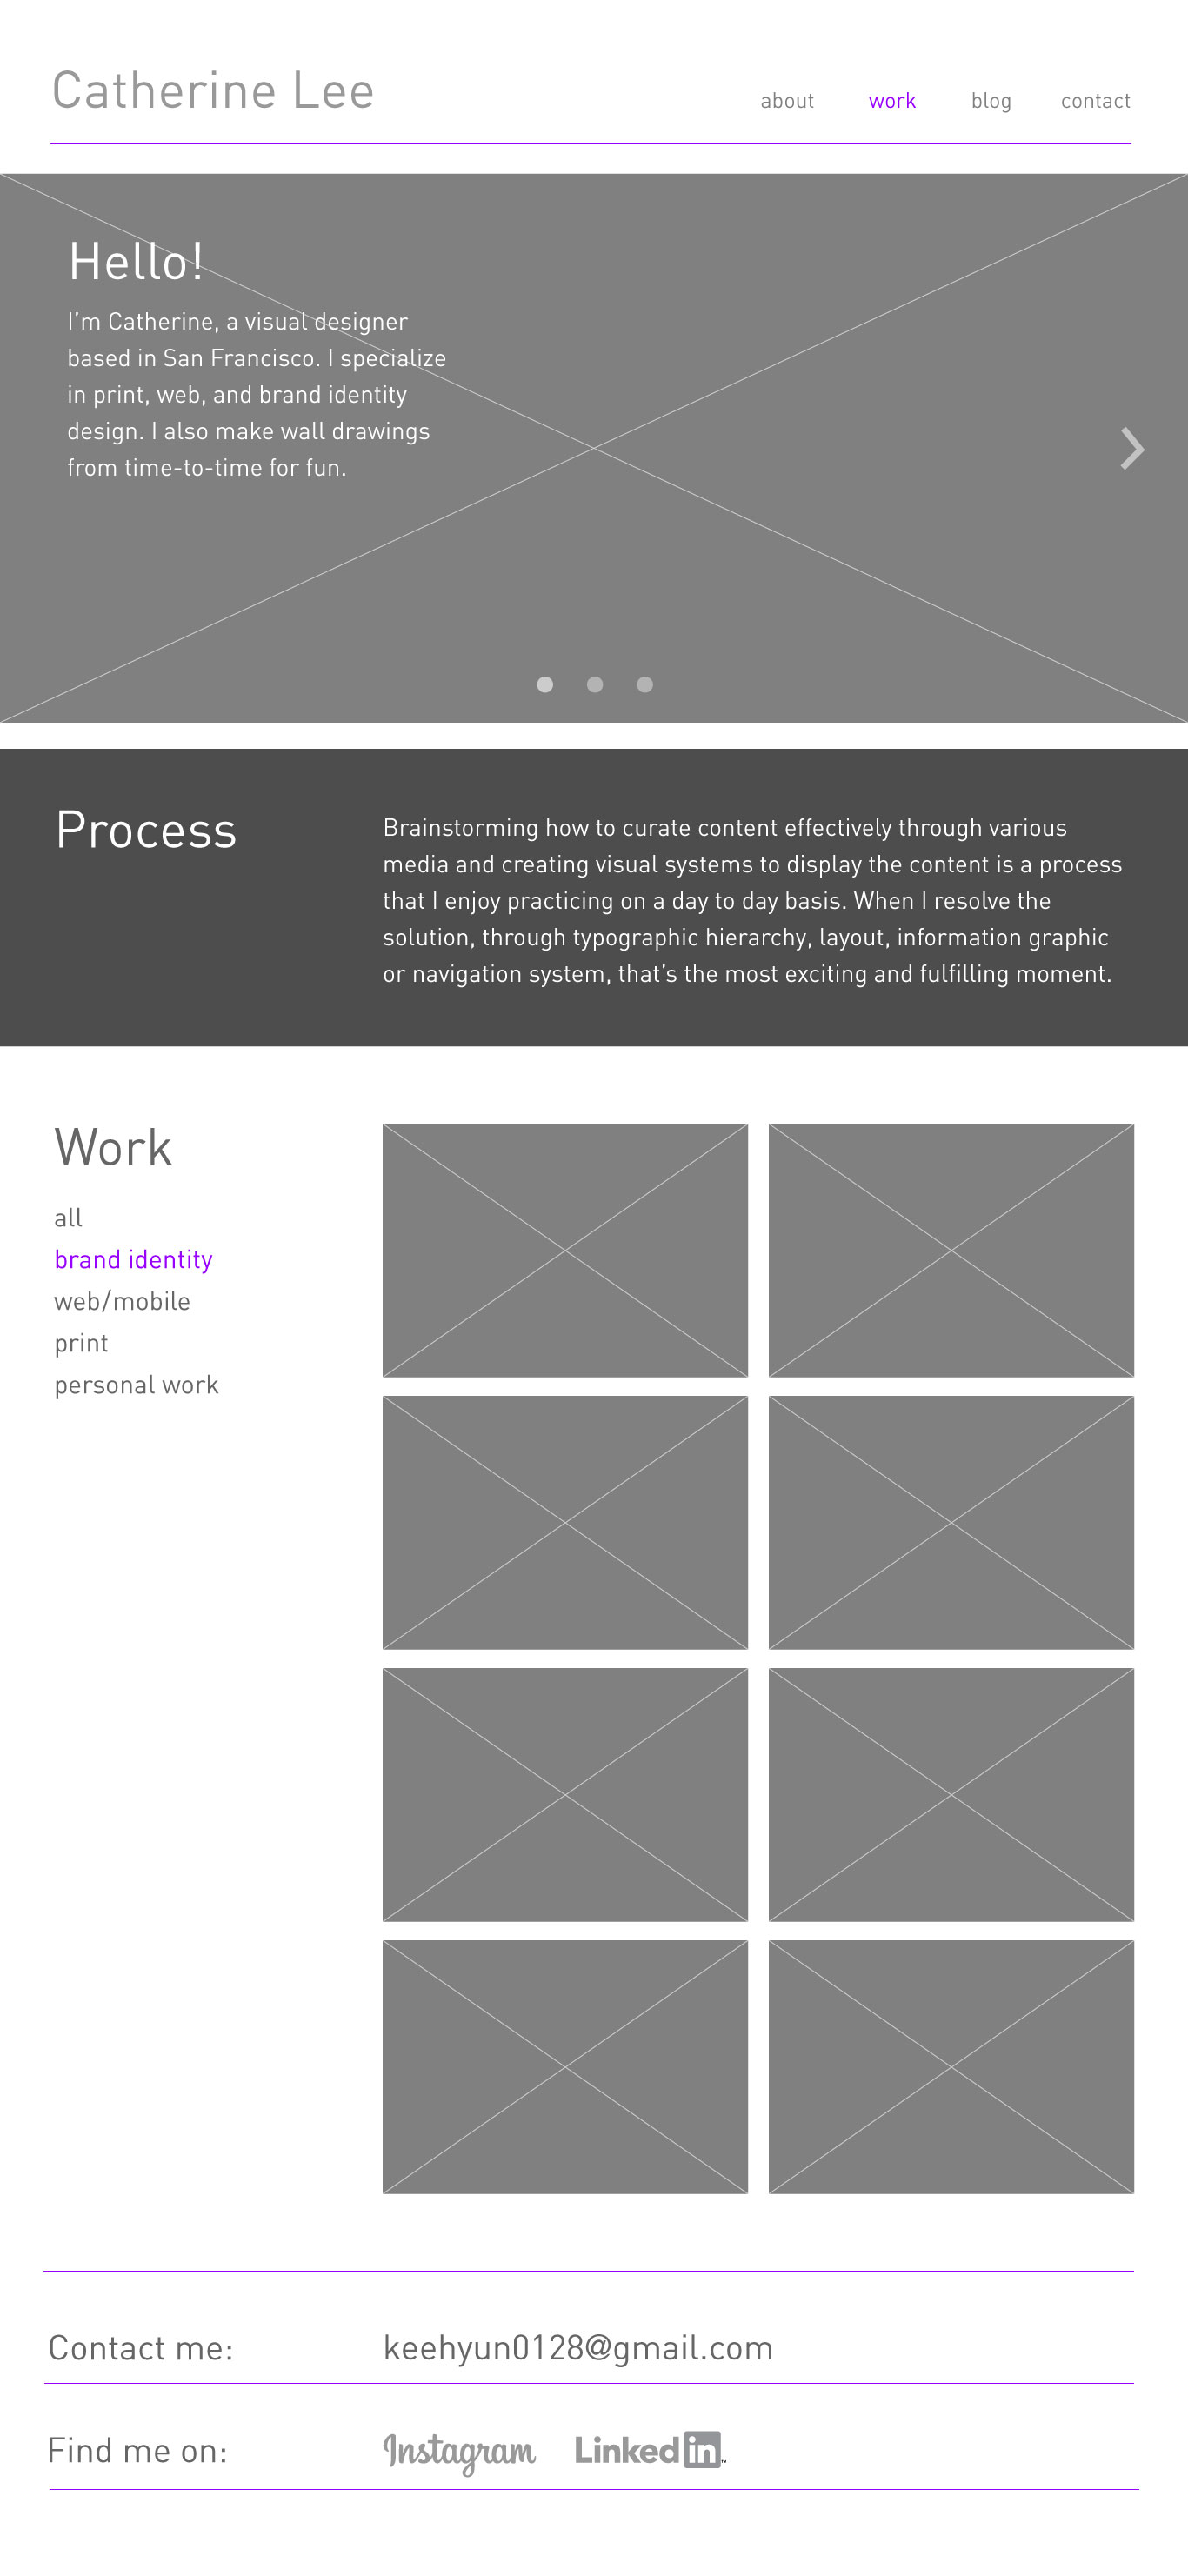 Catherine Lee
about work blog contact
Hello!
I’m Catherine, a visual designer
based in San Francisco. I specialize
in print, web, and brand identity
design. I also make wall drawings
from time-to-time for fun.
Process
Brainstorming how to curate content effectively through various
media and creating visual systems to display the content is a process
that I enjoy practicing on a day to day basis. When I resolve the
solution, through typographic hierarchy, layout, information graphic
or navigation system, that’s the most exciting and fulfilling moment.
Work
all
brand identity
web/mobile
print
personal work
Contact me: keehyun0128@gmail.com
Find me on: Instagram LinkedIn